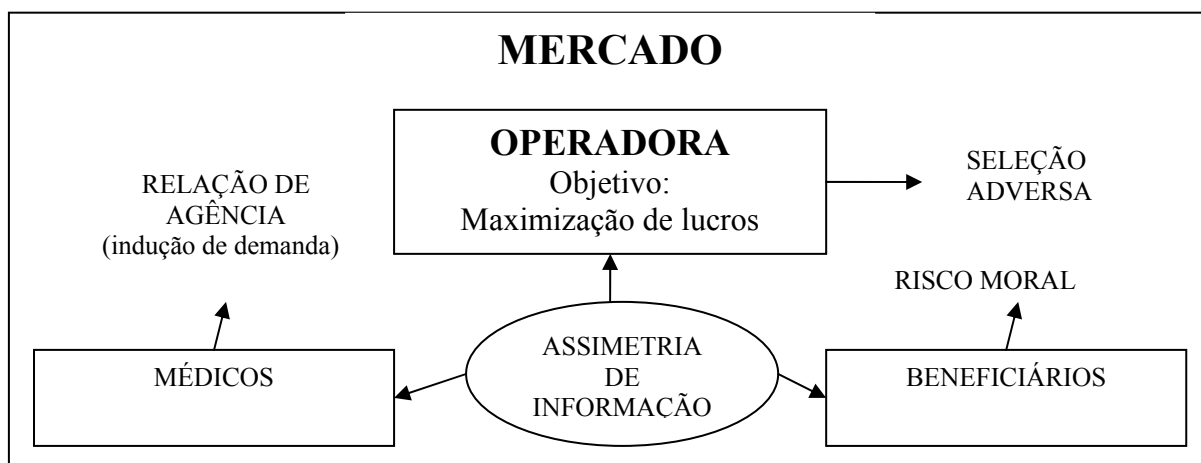 MERCADO
OPERADORA
Objetivo:
Maximização de lucros
SELEÇÃO
ADVERSA
RELAÇÃO DE
AGÊNCIA
(indução de demanda)
RISCO MORAL
MÉDICOS
ASSIMETRIA
DE
INFORMAÇÃO
BENEFICIÁRIOS